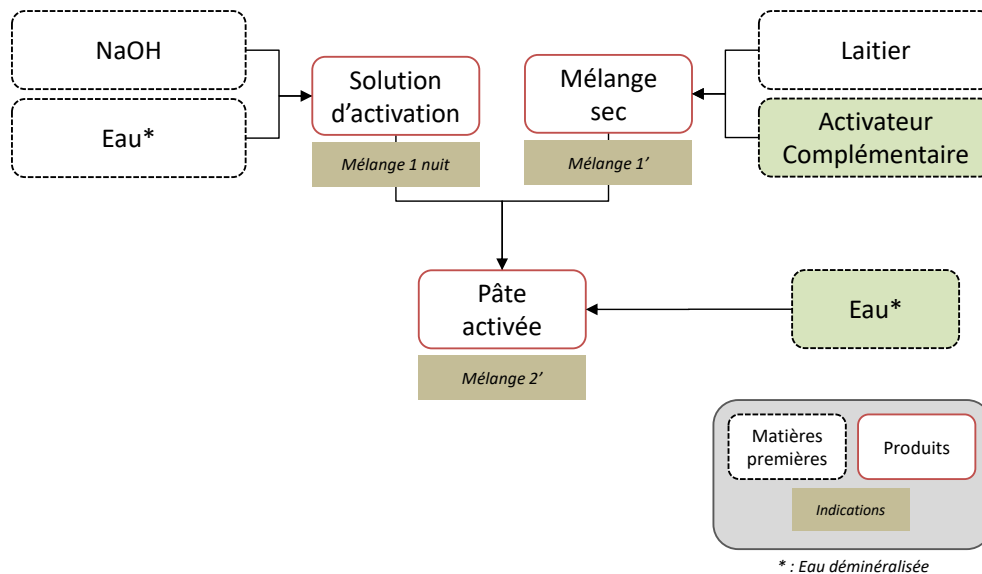 NaOH
Eau*
Solution
d’activation
Mélange 1 nuit
Mélange
sec
Mélange 1’
Laitier
Activateur
Complémentaire
Pâte
activée
Mélange 2’
Eau*
Matières
premières
Produits
Indications
* : Eau déminéralisée